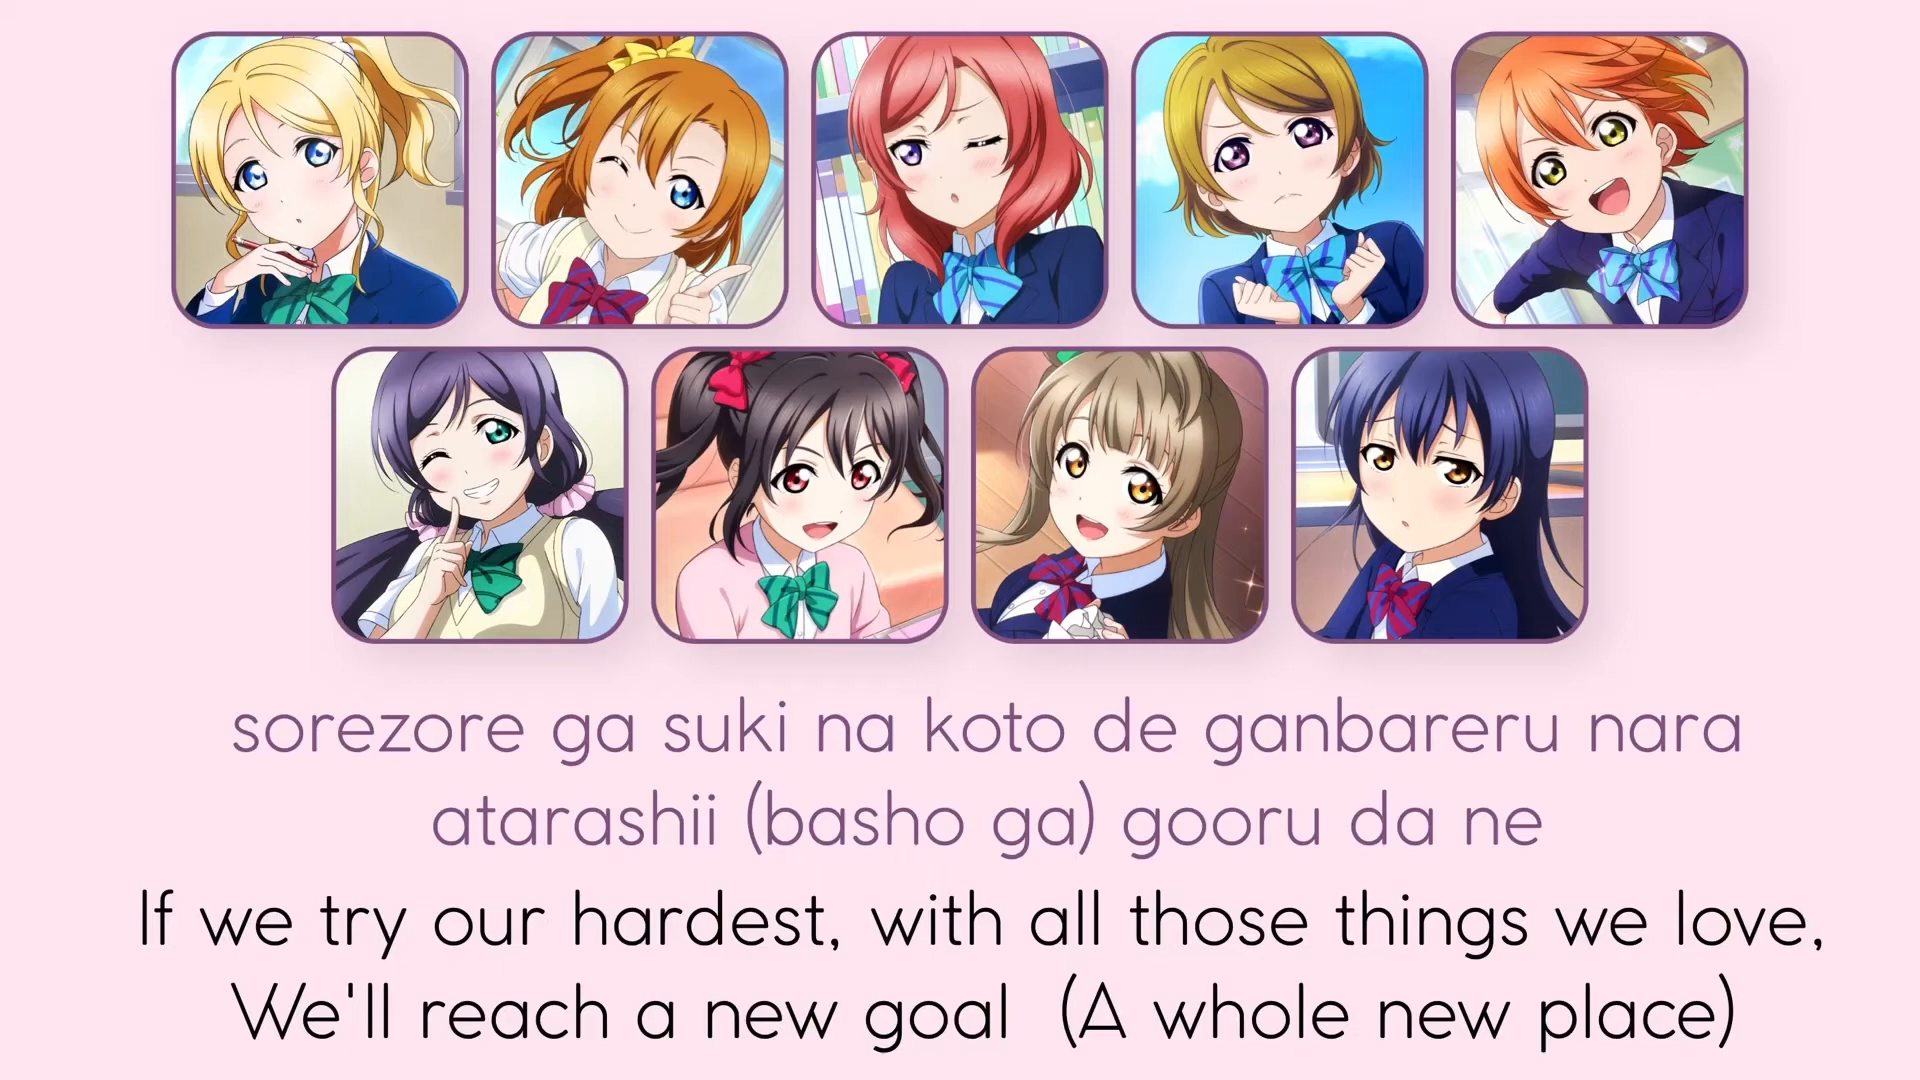 sorezore ga suki na koto de ganbareru nara
atarashii (basho ga) gooru da ne
If we try our hardest, with all those things we love,
We'll reach a new goal  (A whole new place)